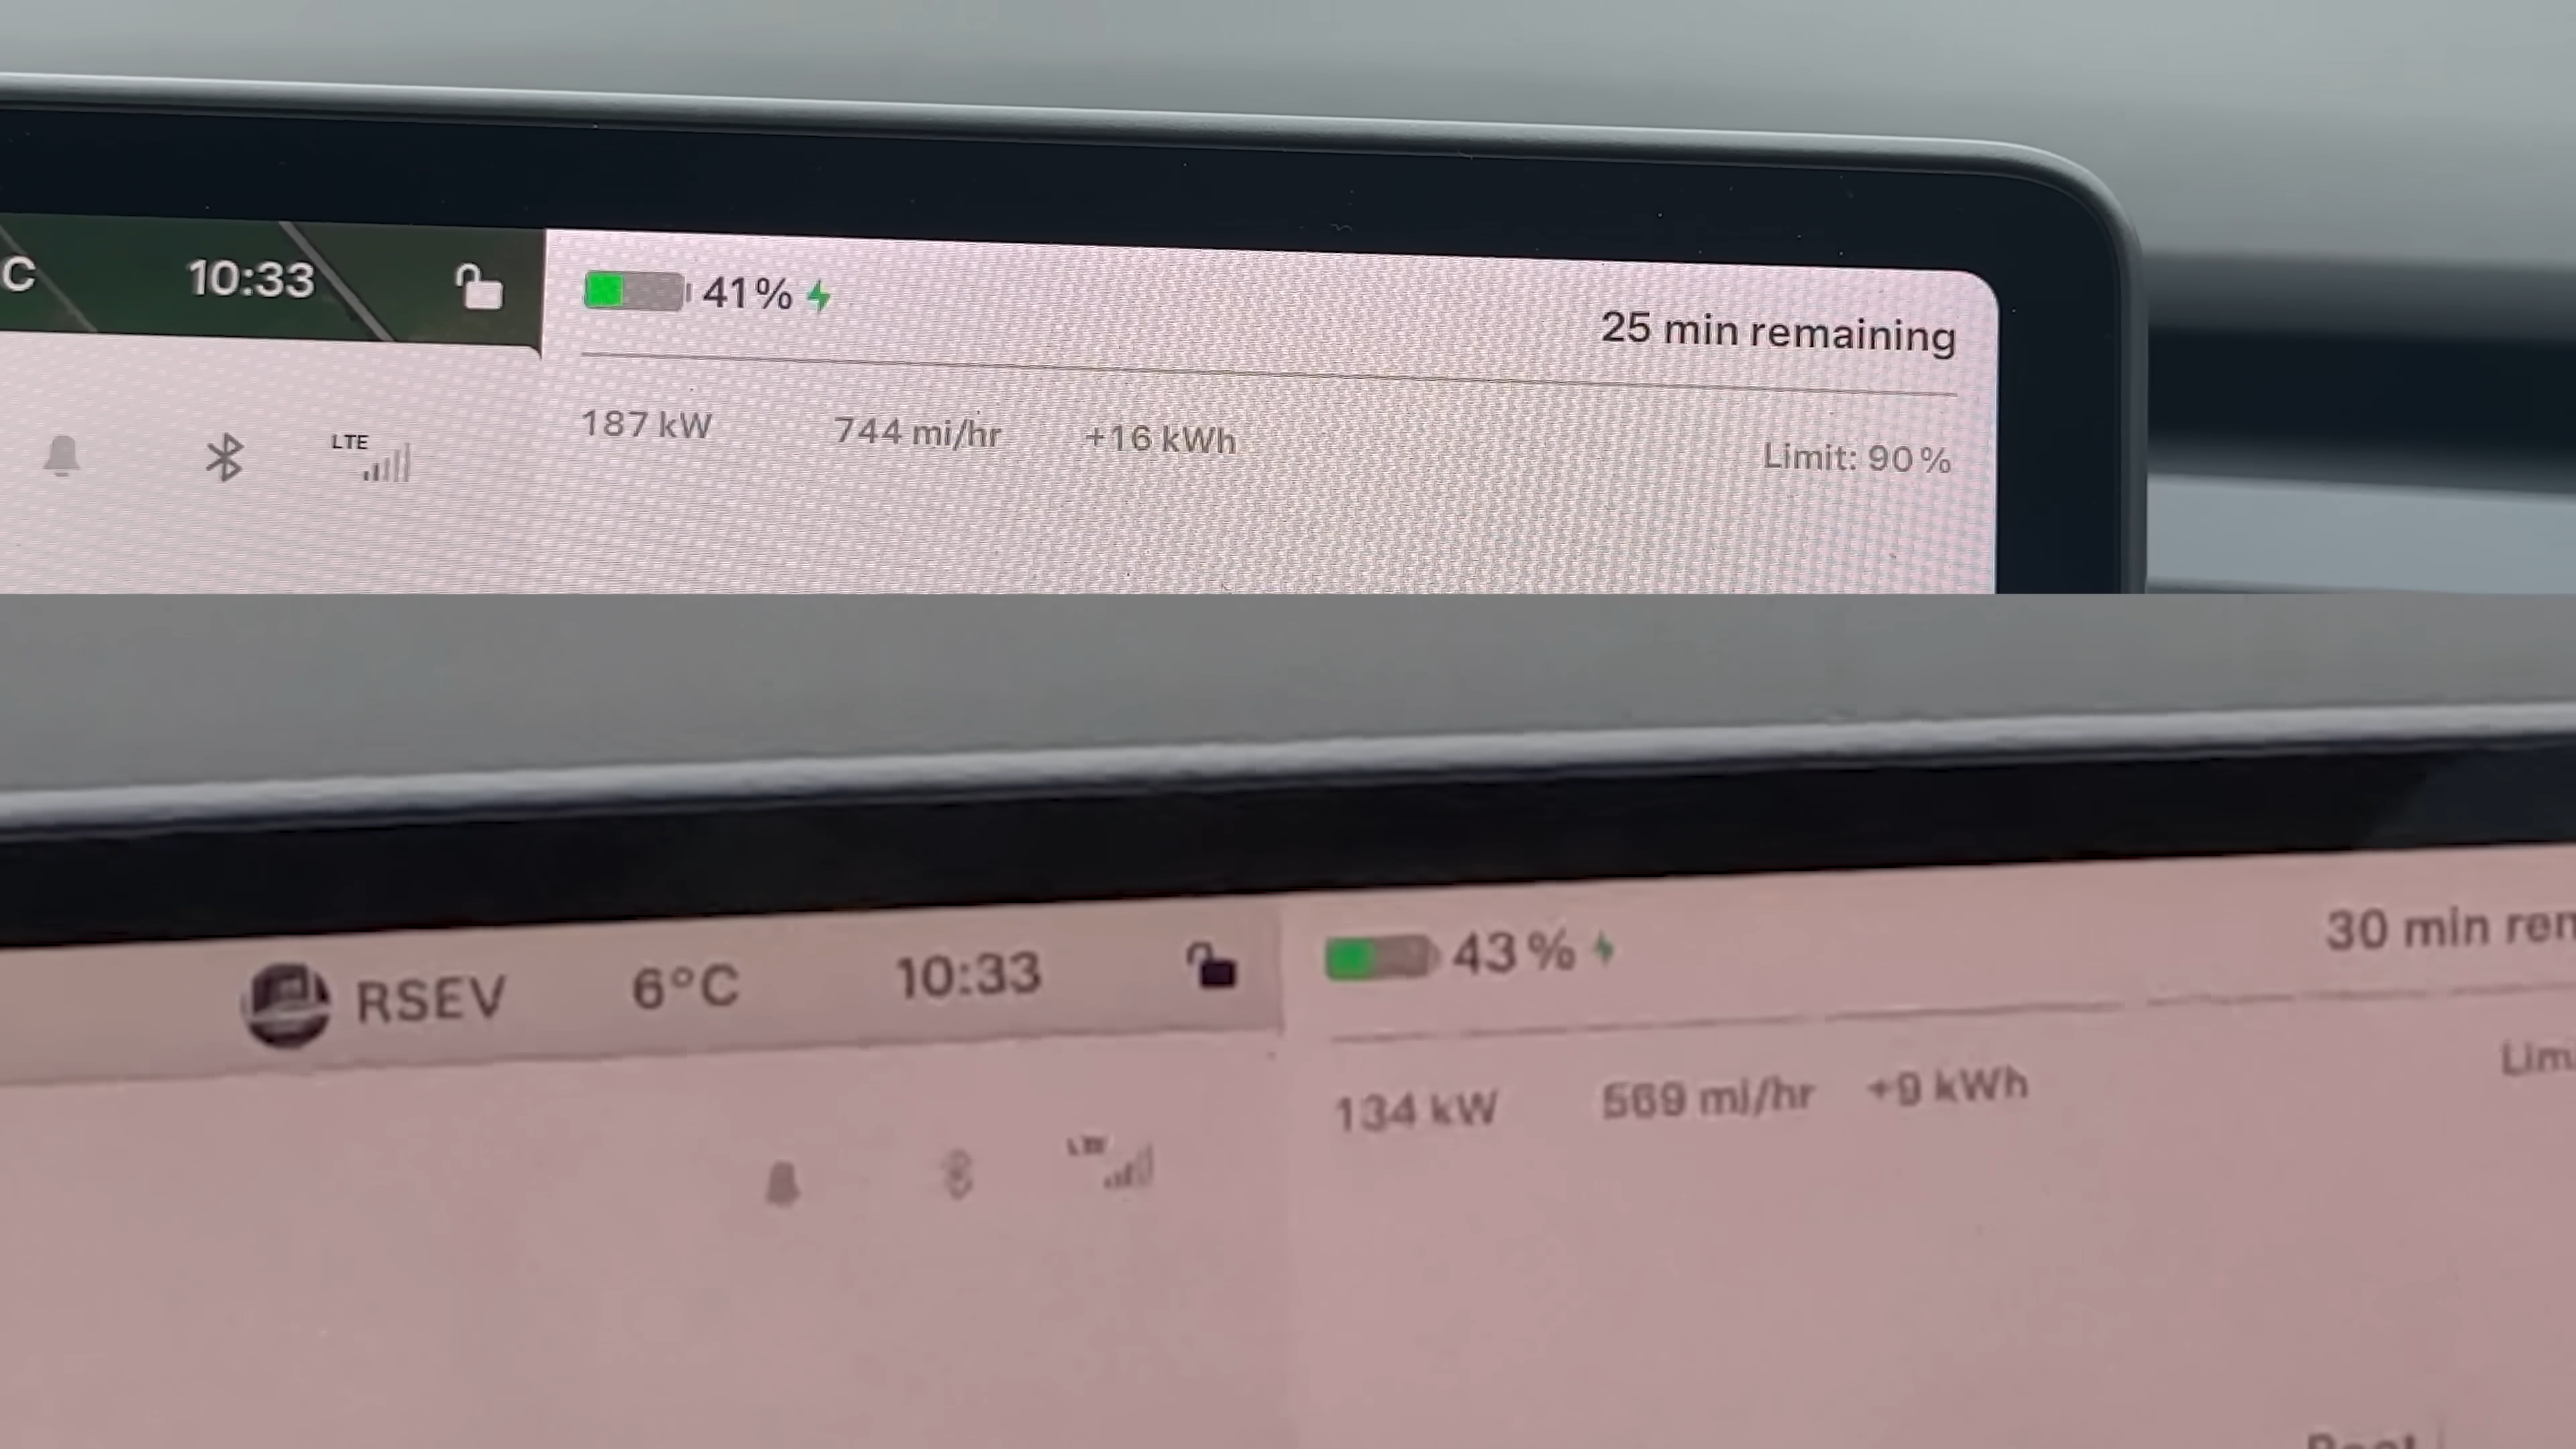 C 10:33 41% 25 min remaining
LTE 187 kW 744 mi/hr +16 kWh Limit: 90%
RSEV 6°C 10:33 43% 30 min
134 kW 569 mi/hr +9 kWh